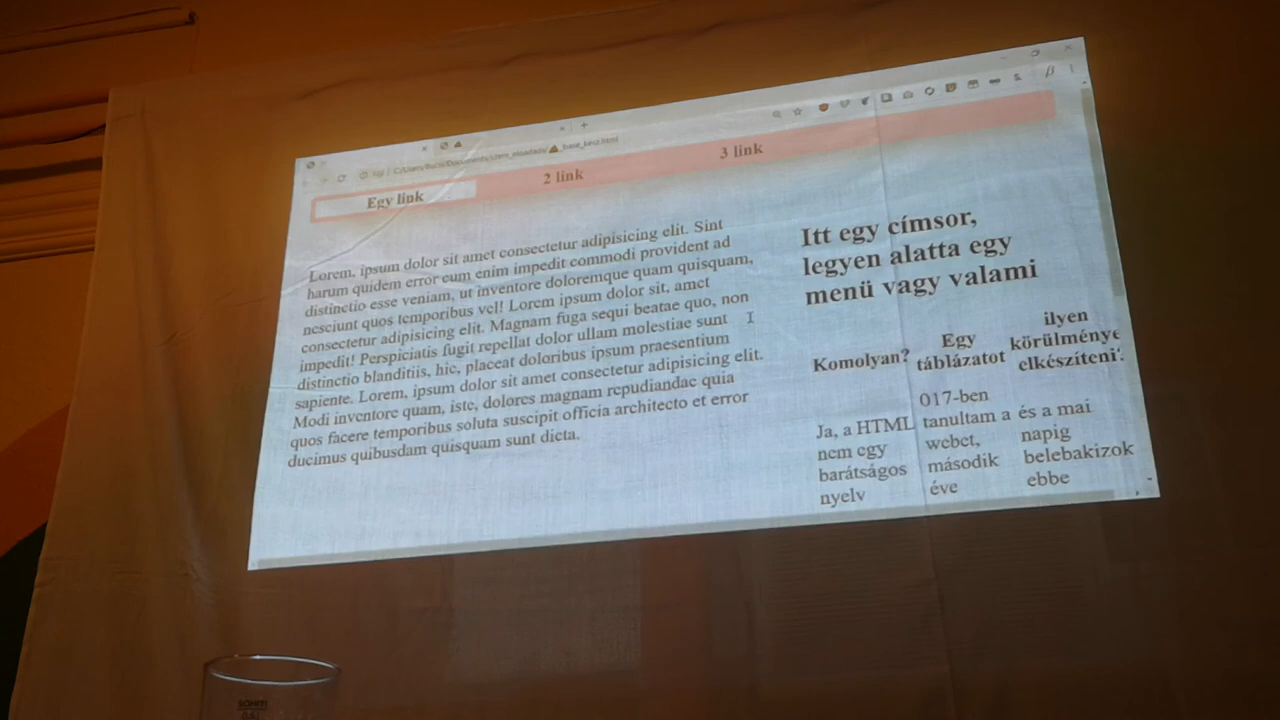 Egy link
2 link
3 link
Lorem, ipsum dolor sit amet consectetur adipisicing elit. Sint
harum quidem error cum enim impedit commodi provident ad
distinctio esse veniam, ut inventore doloremque quam quisquam,
nesciunt quos temporibus vel! Lorem ipsum dolor sit, amet
consectetur adipisicing elit. Magnam fuga sequi beatae quo, non
impedit! Perspiciatis fugit repellat dolor ullam molestiae sunt
distinctio blanditiis, hic, placeat doloribus ipsum praesentium
sapiente. Lorem, ipsum dolor sit amet consectetur adipisicing elit.
Modi inventore quam, iste, dolores magnam repudiandae quia
quos facere temporibus soluta suscipit officia architecto et error
ducimus quibusdam quisquam sunt dicta.
Itt egy címsor,
legyen alatta egy
menü vagy valami
Komolyan?
Egy
táblázatot
ilyen
körülménye
elkészíteni?
Ja, a HTML
nem egy
barátságos
nyelv
017-ben
tanultam a
webet,
második
éve
és a mai
napig
belebakizok
ebbe